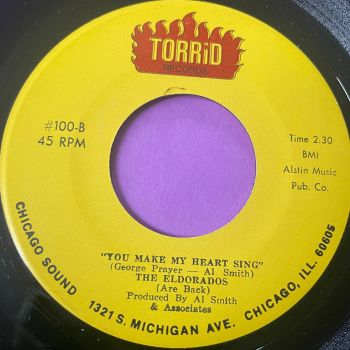 TORRiD
RECORDS
#100-B
45 RPM
Time 2:30
BMI
Alstin Music
Pub. Co.
"YOU MAKE MY HEART SING"
(George Prayer — Al Smith)
THE ELDORADOS
(Are Back)
Produced By Al Smith
& Associates
CHICAGO SOUND
1321 S. MICHIGAN AVE. CHICAGO, ILL. 60605